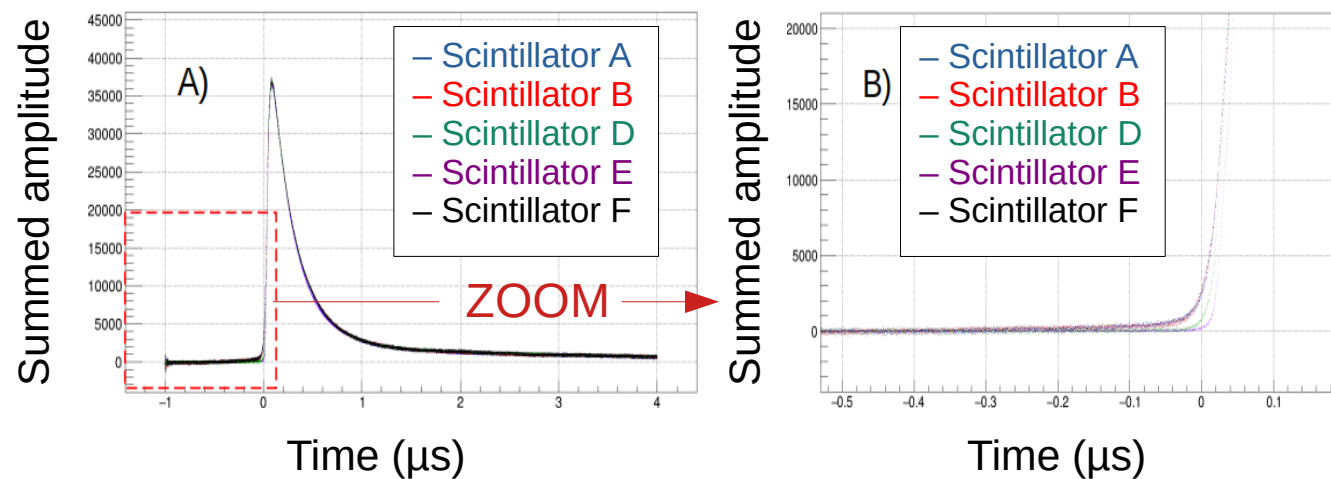 Summed amplitude
45000
40000
35000
30000
25000
20000
15000
10000
5000
0
A)
– Scintillator A
– Scintillator B
– Scintillator D
– Scintillator E
– Scintillator F
−1
0
1
2
3
4
Time (µs)
ZOOM
Summed amplitude
20000
15000
10000
5000
0
B)
– Scintillator A
– Scintillator B
– Scintillator D
– Scintillator E
– Scintillator F
−0.5
−0.4
−0.3
−0.2
−0.1
0
0.1
Time (µs)